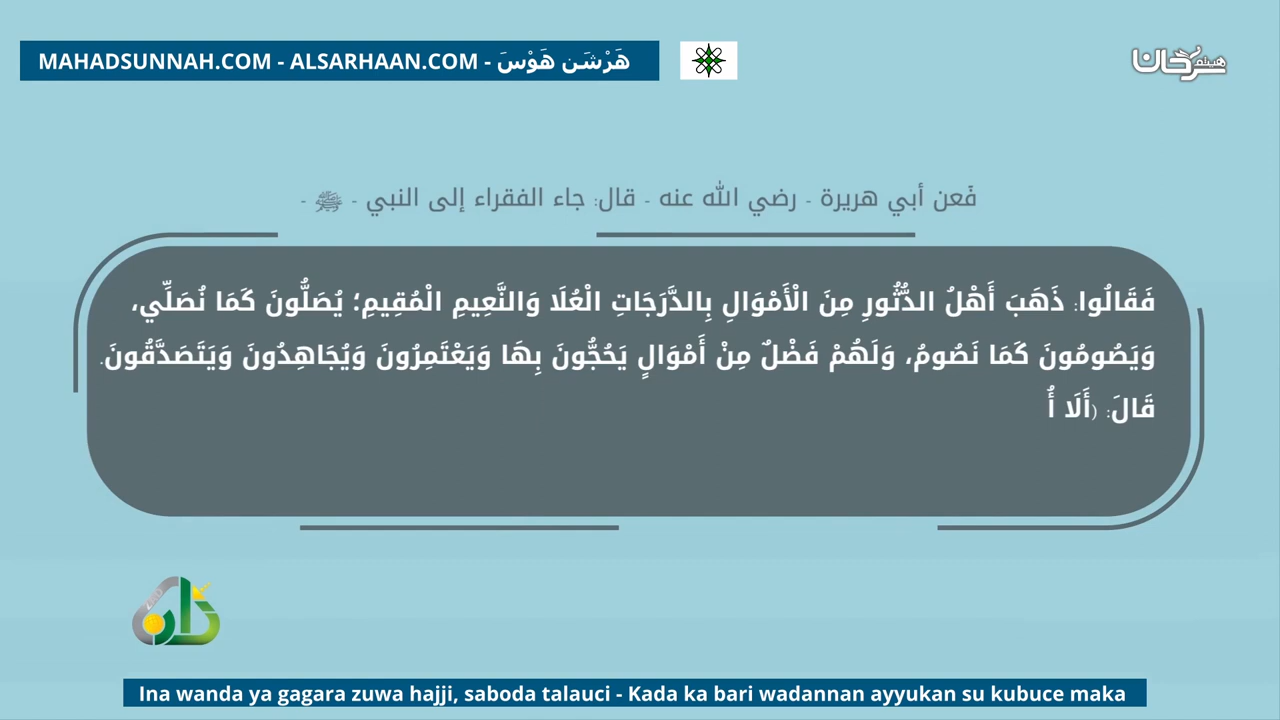 MAHADSUNNAH.COM - ALSARHAAN.COM - هَرْشَن هَوْسَ
هيثم سرحان
فَعن أبي هريرة - رضي الله عنه - قال: جاء الفقراء إلى النبي - ﷺ -
فَقَالُوا: ذَهَبَ أَهْلُ الدُّثُورِ مِنَ الْأَمْوَالِ بِالدَّرَجَاتِ الْعُلَا وَالنَّعِيمِ الْمُقِيمِ؛ يُصَلُّونَ كَمَا نُصَلِّي،
وَيَصُومُونَ كَمَا نَصُومُ، وَلَهُمْ فَضْلٌ مِنْ أَمْوَالٍ يَحُجُّونَ بِهَا وَيَعْتَمِرُونَ وَيُجَاهِدُونَ وَيَتَصَدَّقُونَ.
قَالَ: (أَلَا أُ
Ina wanda ya gagara zuwa hajji, saboda talauci - Kada ka bari wadannan ayyukan su kubuce maka